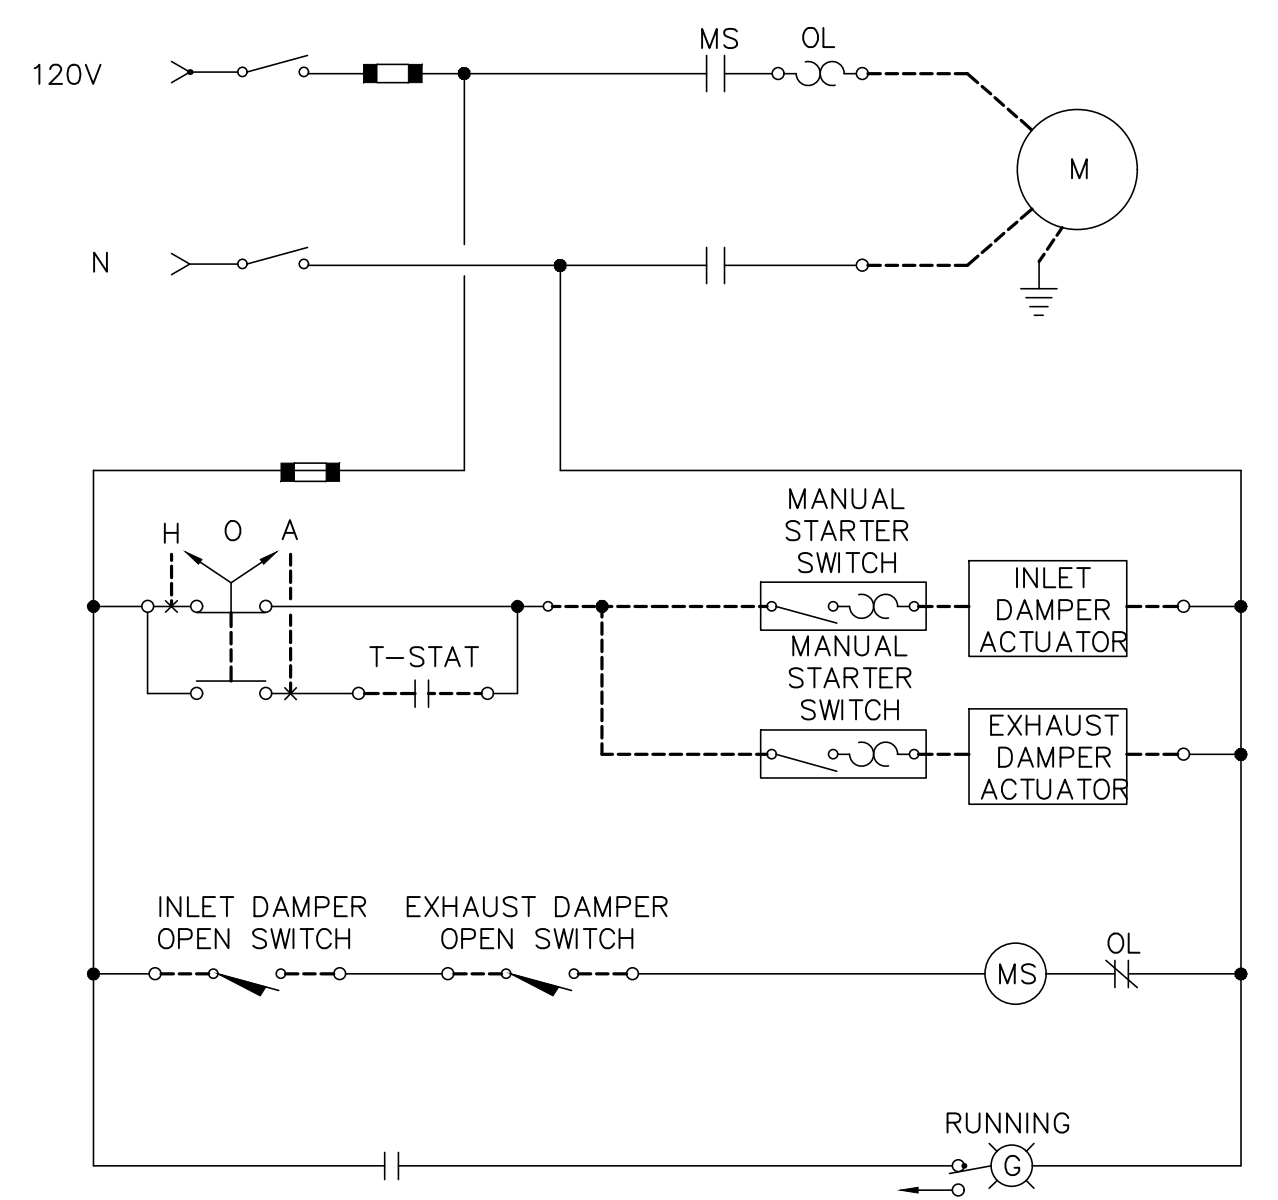 MS OL
120V
M
N
MANUAL
STARTER
SWITCH
H O A
INLET
DAMPER
ACTUATOR
T-STAT
MANUAL
STARTER
SWITCH
EXHAUST
DAMPER
ACTUATOR
INLET DAMPER
OPEN SWITCH
EXHAUST DAMPER
OPEN SWITCH
OL
MS
RUNNING
G